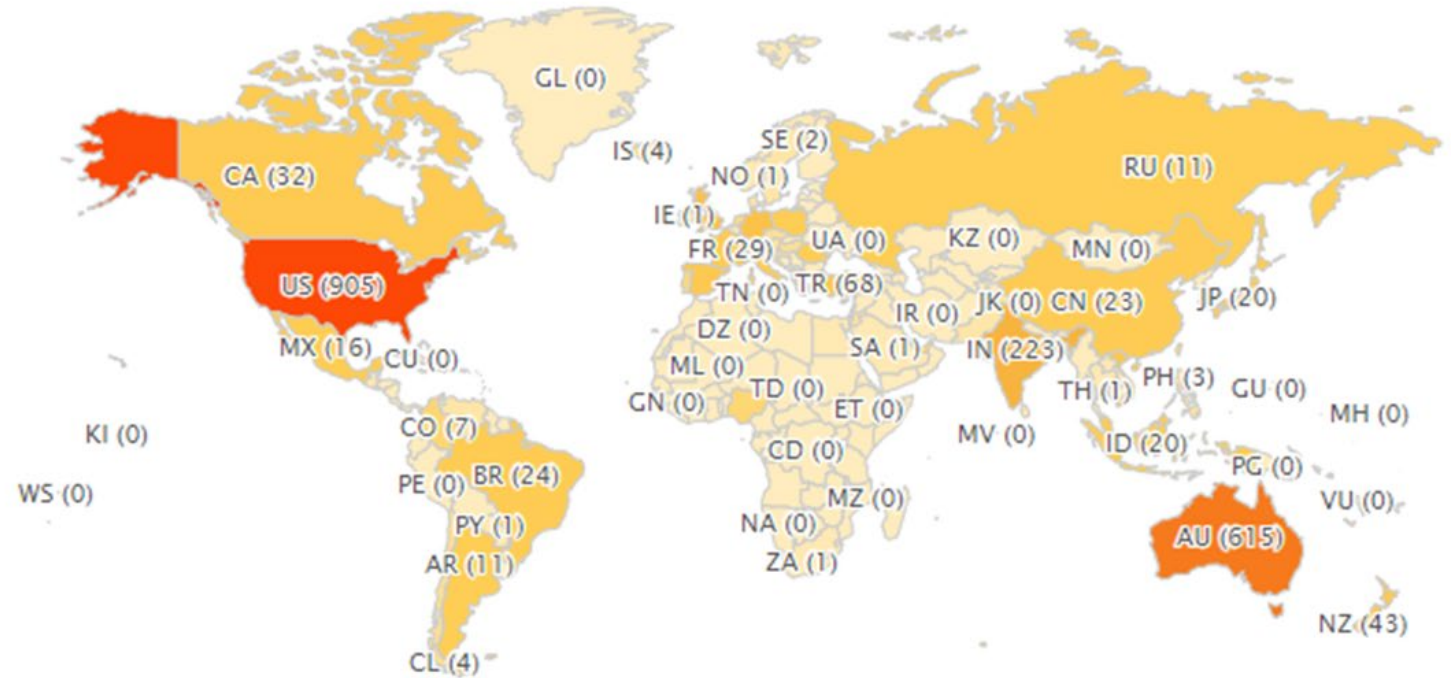 GL (0)
SE (2)
IS (4)
RU (11)
CA (32)
NO (1)
IE (1)
FR (29)
UA (0)
KZ (0)
MN (0)
US (905)
TN (0)
TR (68)
IR (0)
JK (0)
CN (23)
JP (20)
DZ (0)
MX (16)
CU (0)
SA (1)
IN (223)
ML (0)
TD (0)
TH (1)
PH (3)
GU (0)
GN (0)
ET (0)
MH (0)
KI (0)
CO (7)
MV (0)
CD (0)
ID (20)
PG (0)
WS (0)
PE (0)
BR (24)
MZ (0)
VU (0)
PY (1)
NA (0)
AU (615)
AR (11)
ZA (1)
NZ (43)
CL (4)